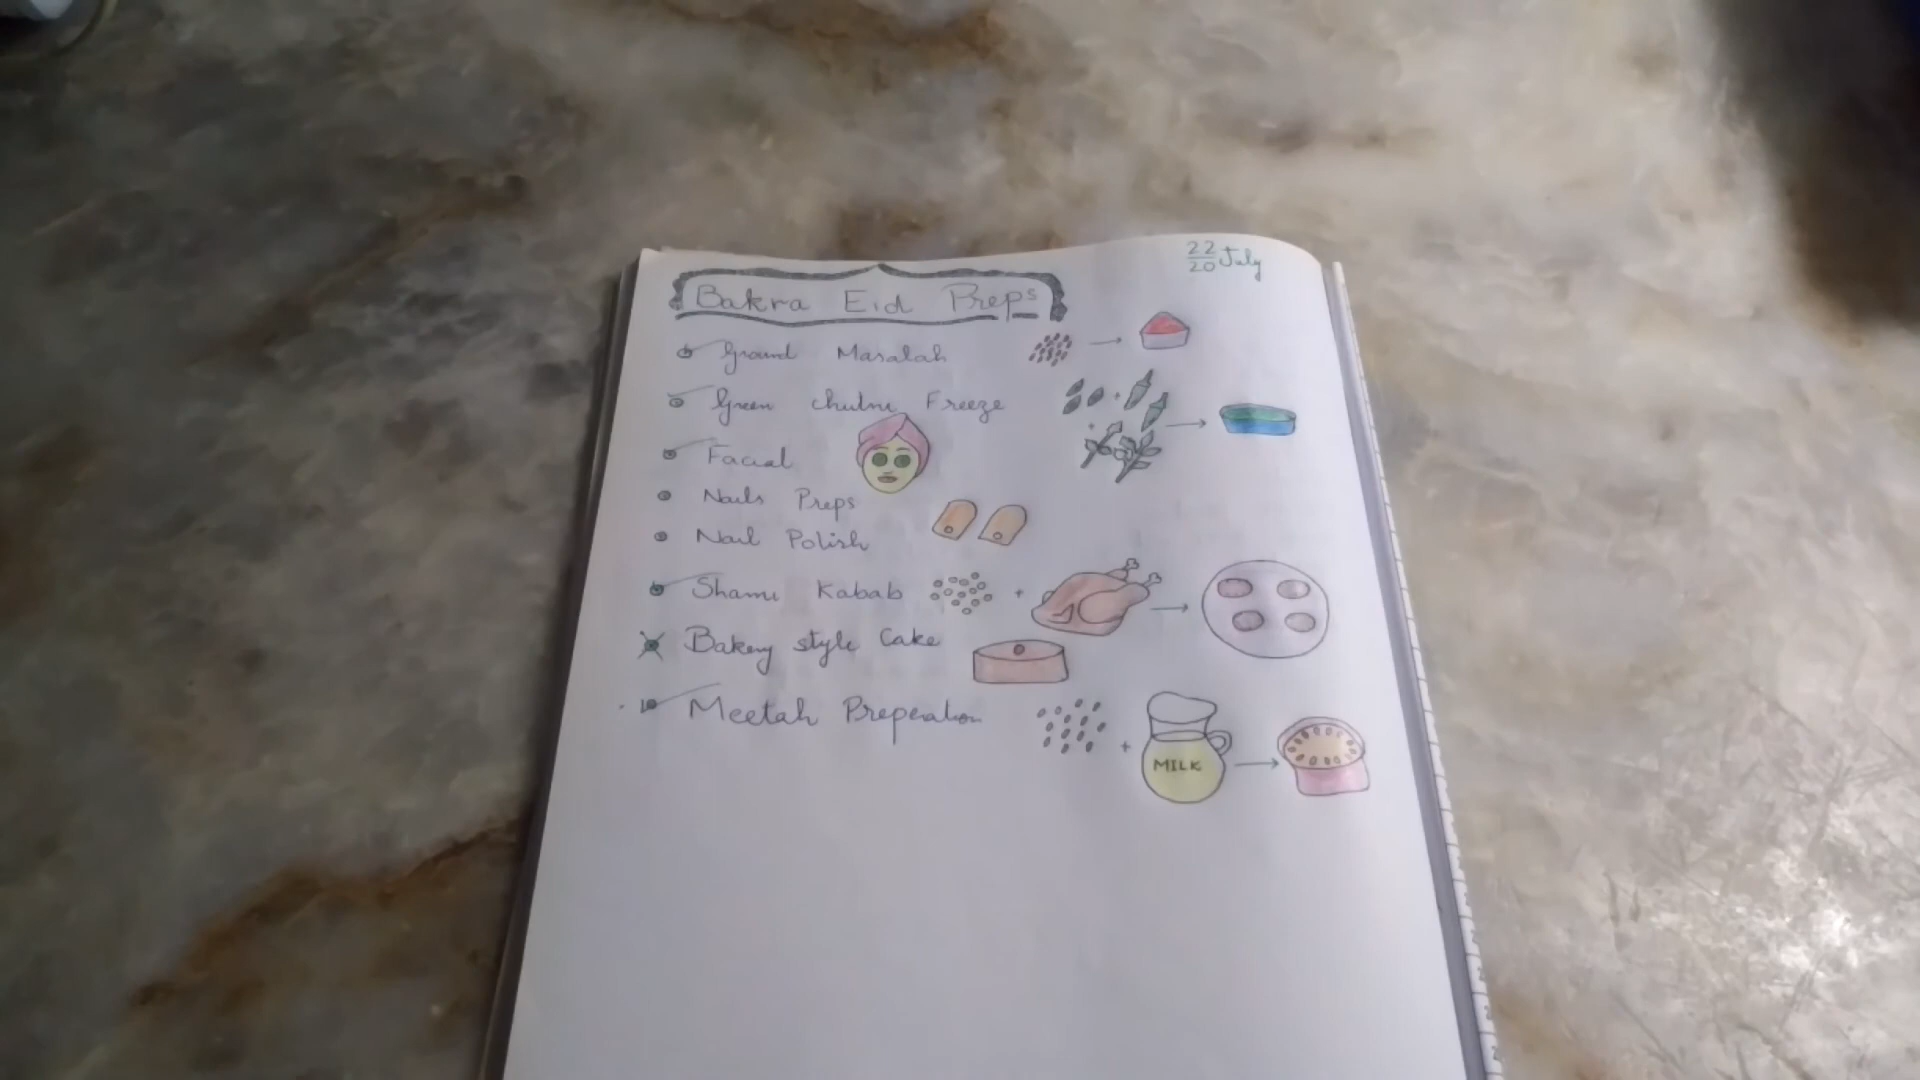 22
20 July
Bakra Eid Preps
Ground Masalah
Green chutni Freeze
Facial
Nails Preps
Nail Polish
Shami Kabab
Bakery style Cake
Meetah Preperation
MILK